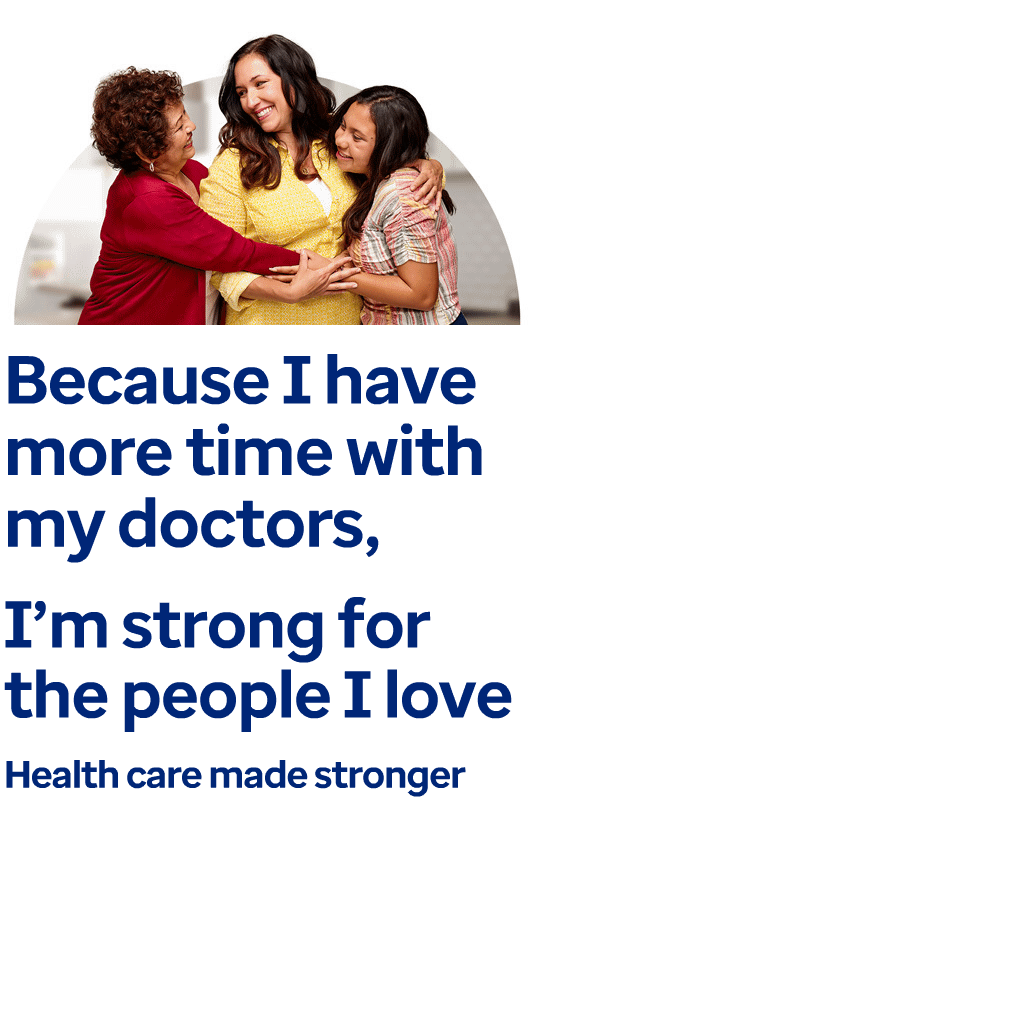 Because I have
more time with
my doctors,
I’m strong for
the people I love
Health care made stronger